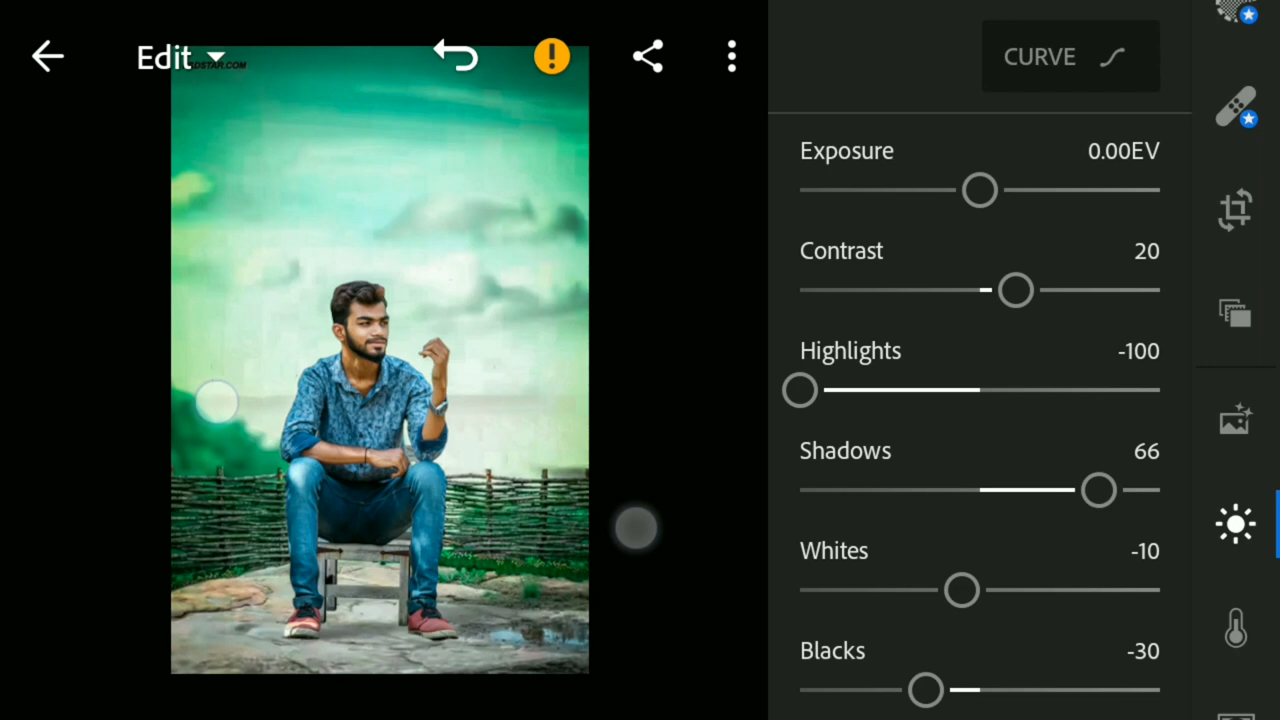 Edit
CURVE
Exposure 0.00EV
Contrast 20
Highlights -100
Shadows 66
Whites -10
Blacks -30